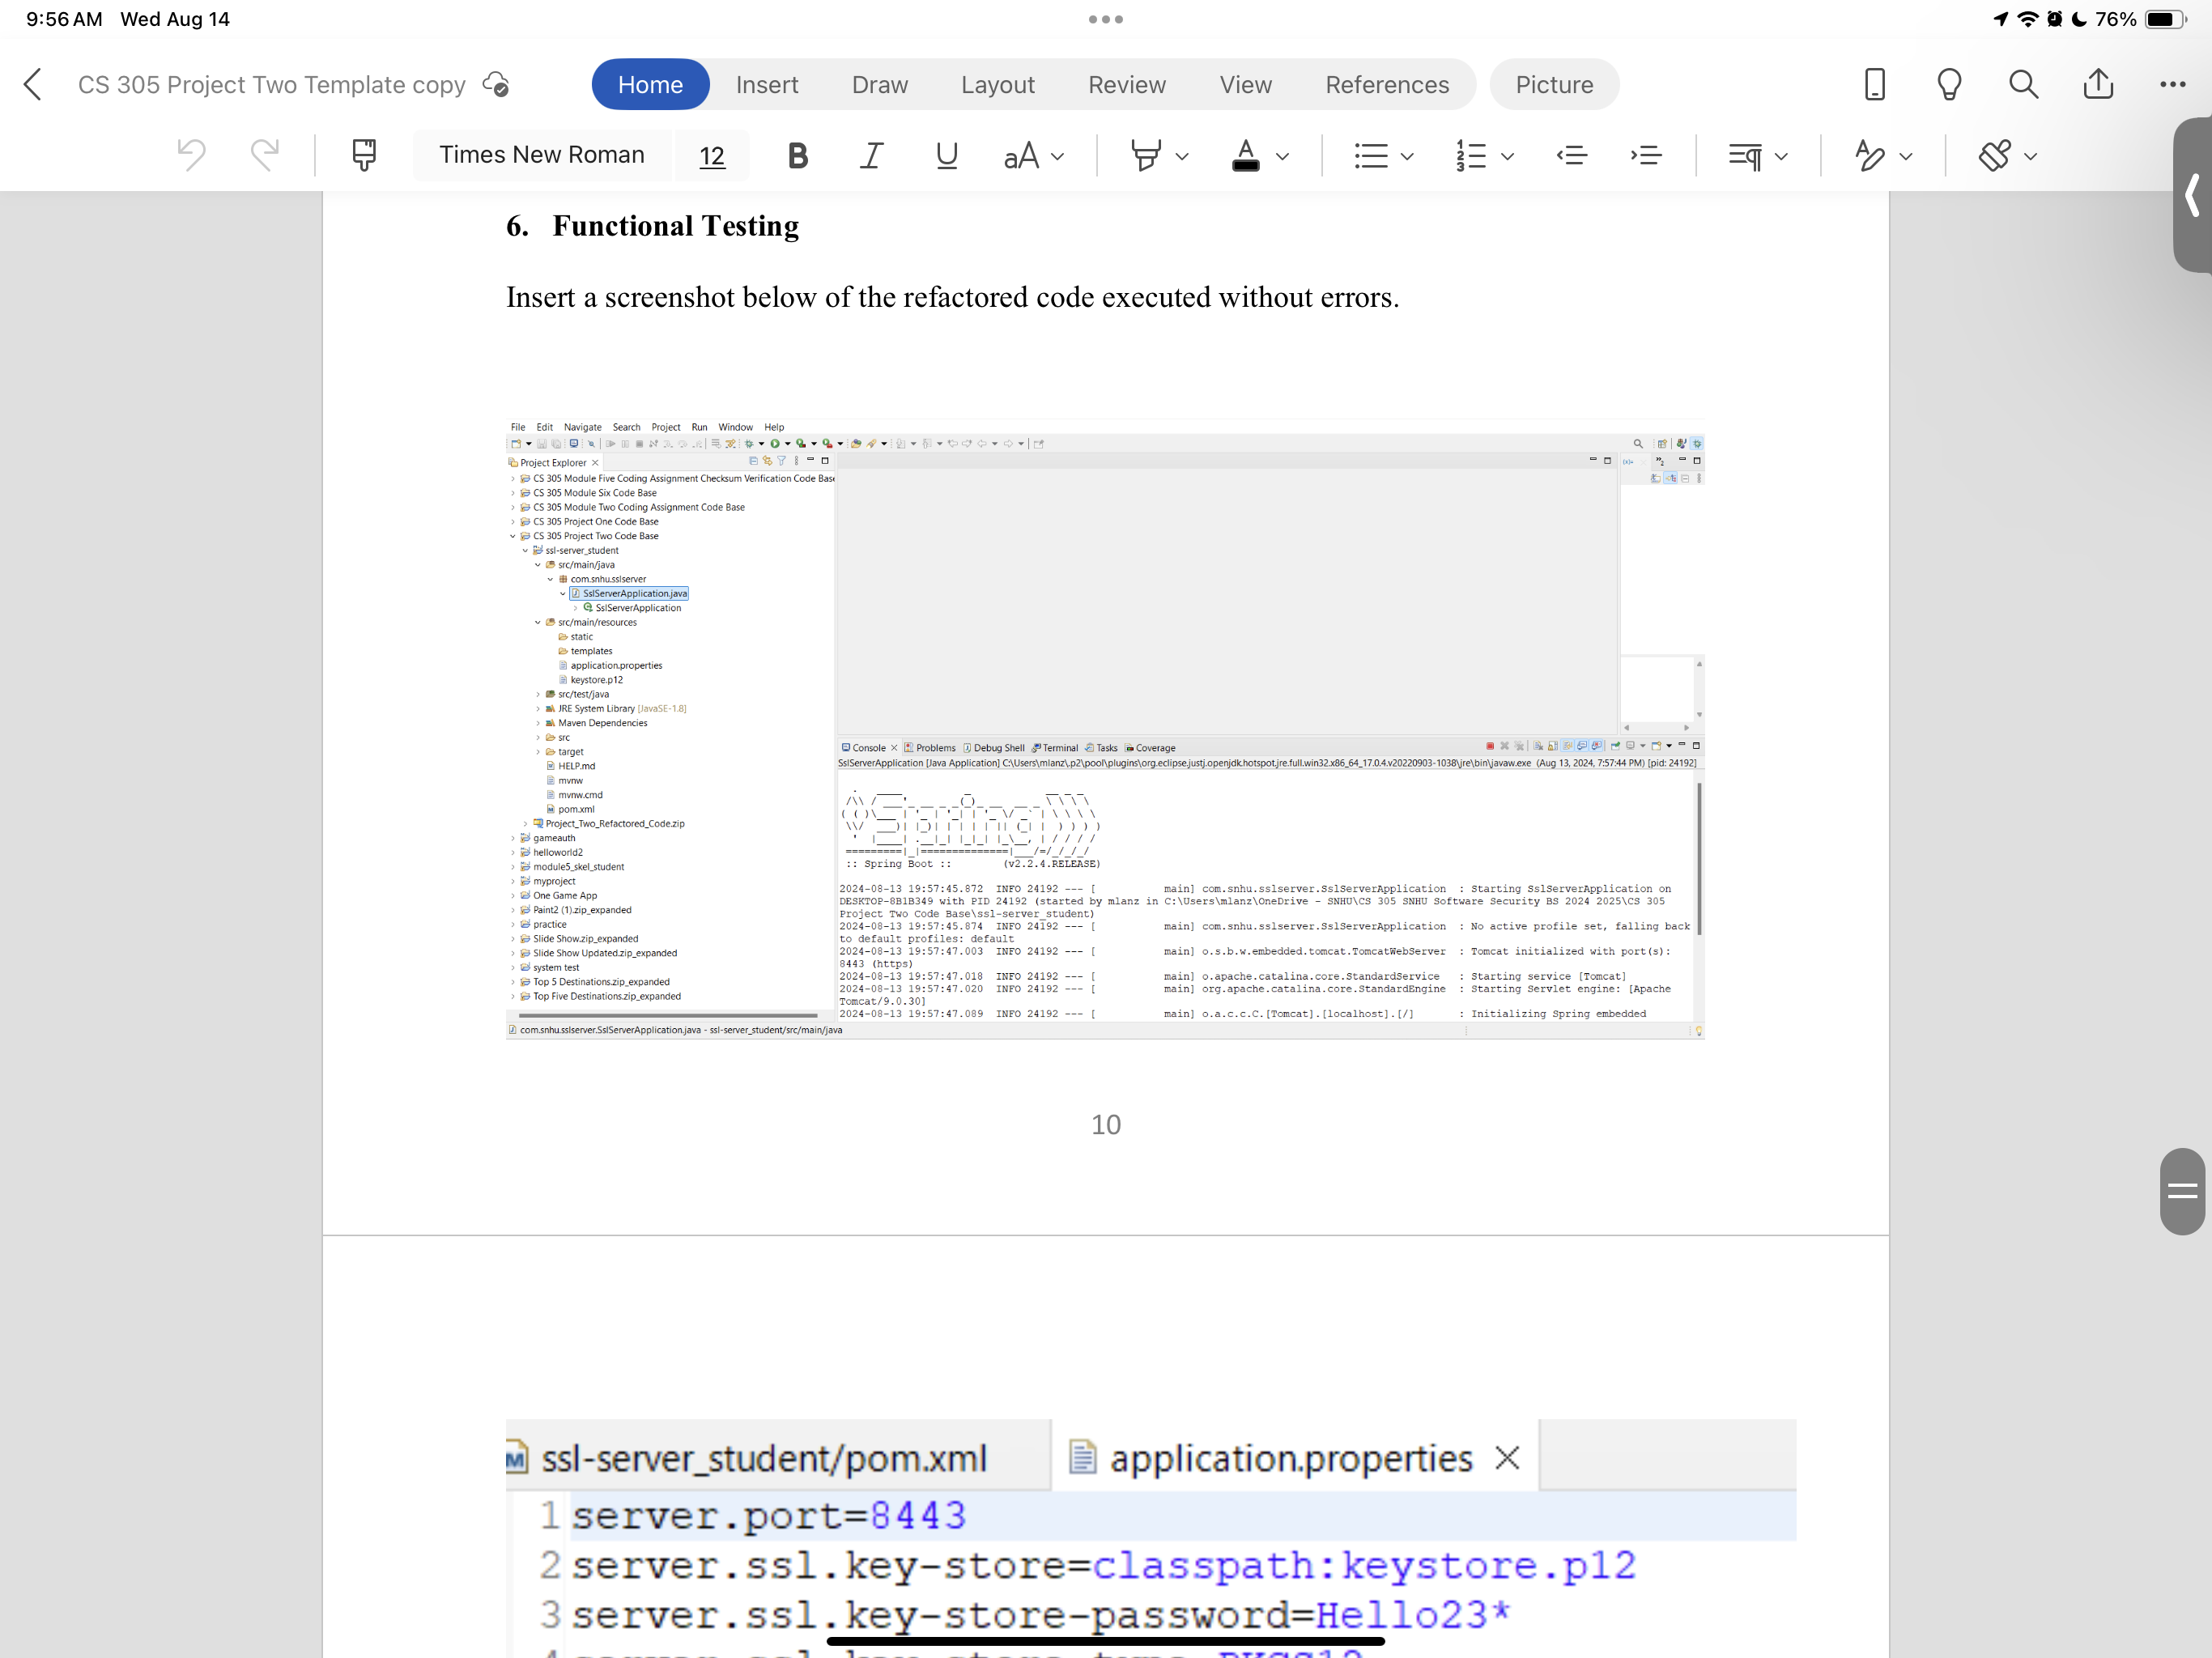 9:56 AM Wed Aug 14
76%
CS 305 Project Two Template copy
Home Insert Draw Layout Review View References Picture
Times New Roman 12 B I U aA A
6. Functional Testing
Insert a screenshot below of the refactored code executed without errors.
File Edit Navigate Search Project Run Window Help
Project Explorer
CS 305 Module Five Coding Assignment Checksum Verification Code Base
CS 305 Module Six Code Base
CS 305 Module Two Coding Assignment Code Base
CS 305 Project One Code Base
CS 305 Project Two Code Base
ssl-server_student
src/main/java
com.snhu.sslserver
SslServerApplication.java
SslServerApplication
src/main/resources
static
templates
application.properties
keystore.p12
src/test/java
JRE System Library [JavaSE-1.8]
Maven Dependencies
src
target
HELP.md
mvnw
mvnw.cmd
pom.xml
Project_Two_Refactored_Code.zip
gameauth
helloworld2
module5_skel_student
myproject
One Game App
Paint2 (1).zip_expanded
practice
Slide Show.zip_expanded
Slide Show Updated.zip_expanded
system test
Top 5 Destinations.zip_expanded
Top Five Destinations.zip_expanded
Console Problems Debug Shell Terminal Tasks Coverage
SslServerApplication [Java Application] C:\Users\mlanz\.p2\pool\plugins\org.eclipse.justj.openjdk.hotspot.jre.full.win32.x86_64_17.0.4.v20220903-1038\jre\bin\javaw.exe (Aug 13, 2024, 7:57:44 PM) [pid: 24192]
:: Spring Boot :: (v2.2.4.RELEASE)
2024-08-13 19:57:45.872 INFO 24192 --- [ main] com.snhu.sslserver.SslServerApplication : Starting SslServerApplication on
DESKTOP-8B1B349 with PID 24192 (started by mlanz in C:\Users\mlanz\OneDrive - SNHU\CS 305 SNHU Software Security BS 2024 2025\CS 305
Project Two Code Base\ssl-server_student)
2024-08-13 19:57:45.874 INFO 24192 --- [ main] com.snhu.sslserver.SslServerApplication : No active profile set, falling back
to default profiles: default
2024-08-13 19:57:47.003 INFO 24192 --- [ main] o.s.b.w.embedded.tomcat.TomcatWebServer : Tomcat initialized with port(s):
8443 (https)
2024-08-13 19:57:47.018 INFO 24192 --- [ main] o.apache.catalina.core.StandardService : Starting service [Tomcat]
2024-08-13 19:57:47.020 INFO 24192 --- [ main] org.apache.catalina.core.StandardEngine : Starting Servlet engine: [Apache
Tomcat/9.0.30]
2024-08-13 19:57:47.089 INFO 24192 --- [ main] o.a.c.c.C.[Tomcat].[localhost].[/] : Initializing Spring embedded
com.snhu.sslserver.SslServerApplication.java - ssl-server_student/src/main/java
10
ssl-server_student/pom.xml application.properties
1 server.port=8443
2 server.ssl.key-store=classpath:keystore.p12
3 server.ssl.key-store-password=Hello23*